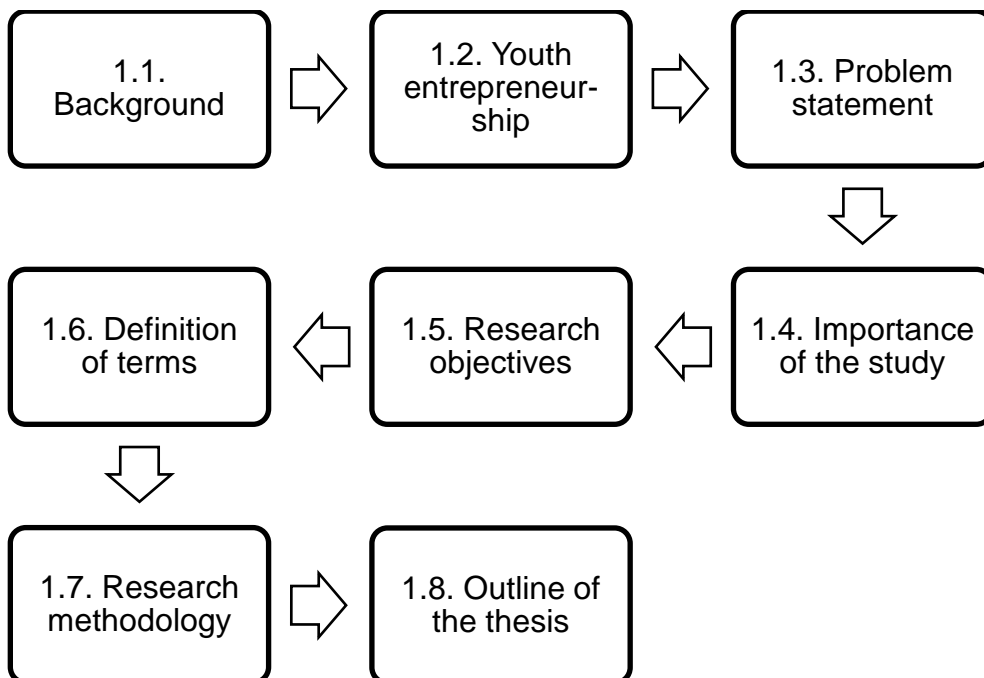 1.1.
Background
1.2. Youth
entrepreneur-
ship
1.3. Problem
statement
1.4. Importance
of the study
1.5. Research
objectives
1.6. Definition
of terms
1.7. Research
methodology
1.8. Outline of
the thesis